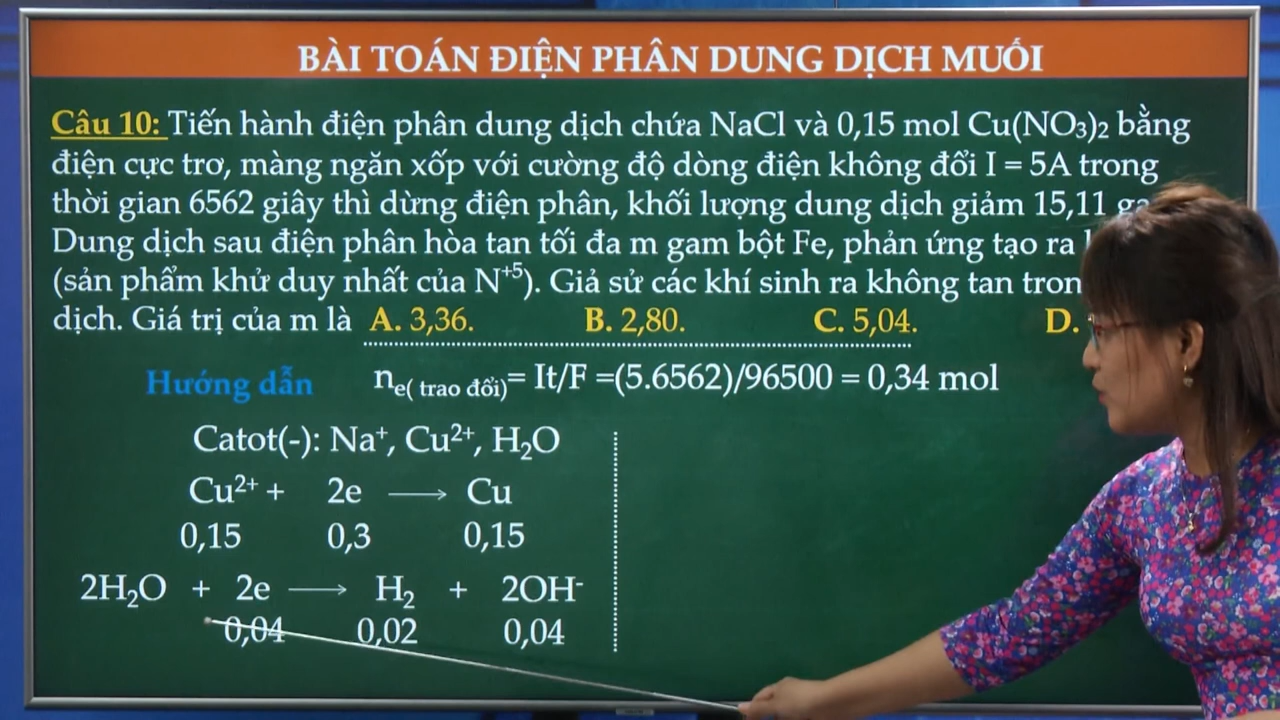 BÀI TOÁN ĐIỆN PHÂN DUNG DỊCH MUỐI
Câu 10: Tiến hành điện phân dung dịch chứa NaCl và 0,15 mol Cu(NO₃)₂ bằng
điện cực trơ, màng ngăn xốp với cường độ dòng điện không đổi I = 5A trong
thời gian 6562 giây thì dừng điện phân, khối lượng dung dịch giảm 15,11
Dung dịch sau điện phân hòa tan tối đa m gam bột Fe, phản ứng tạo ra
(sản phẩm khử duy nhất của N⁺⁵). Giả sử các khí sinh ra không tan
dịch. Giá trị của m là A. 3,36. B. 2,80. C. 5,04. D.
Hướng dẫn nₑ₍ trao đổi₎= It/F =(5.6562)/96500 = 0,34 mol
Catot(-): Na⁺, Cu²⁺, H₂O
Cu²⁺ + 2e ⟶ Cu
0,15 0,3 0,15
2H₂O + 2e ⟶ H₂ + 2OH⁻
0,04 0,02 0,04